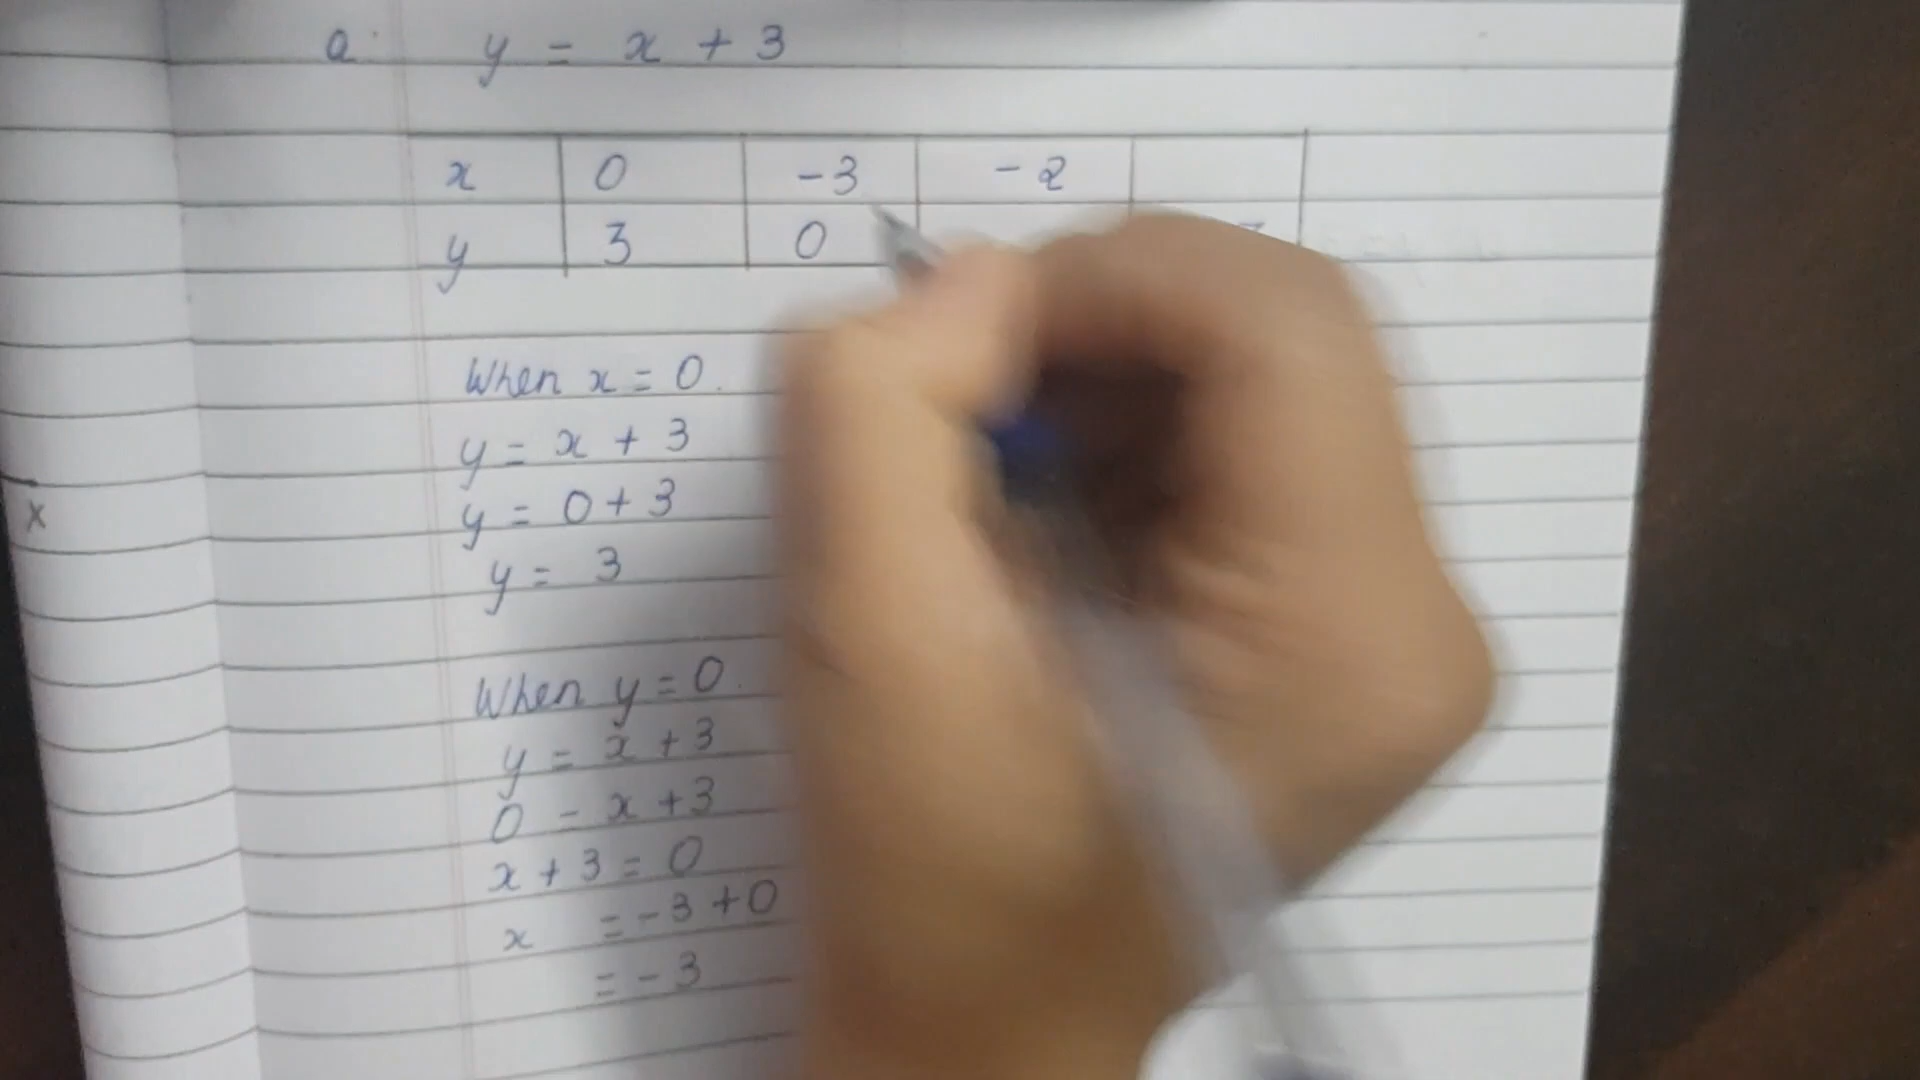 a. y = x + 3
x 0 -3 -2
y 3 0
When x = 0.
y = x + 3
y = 0 + 3
y = 3
When y = 0.
y = x + 3
0 = x + 3
x + 3 = 0
x = -3 + 0
= -3
x